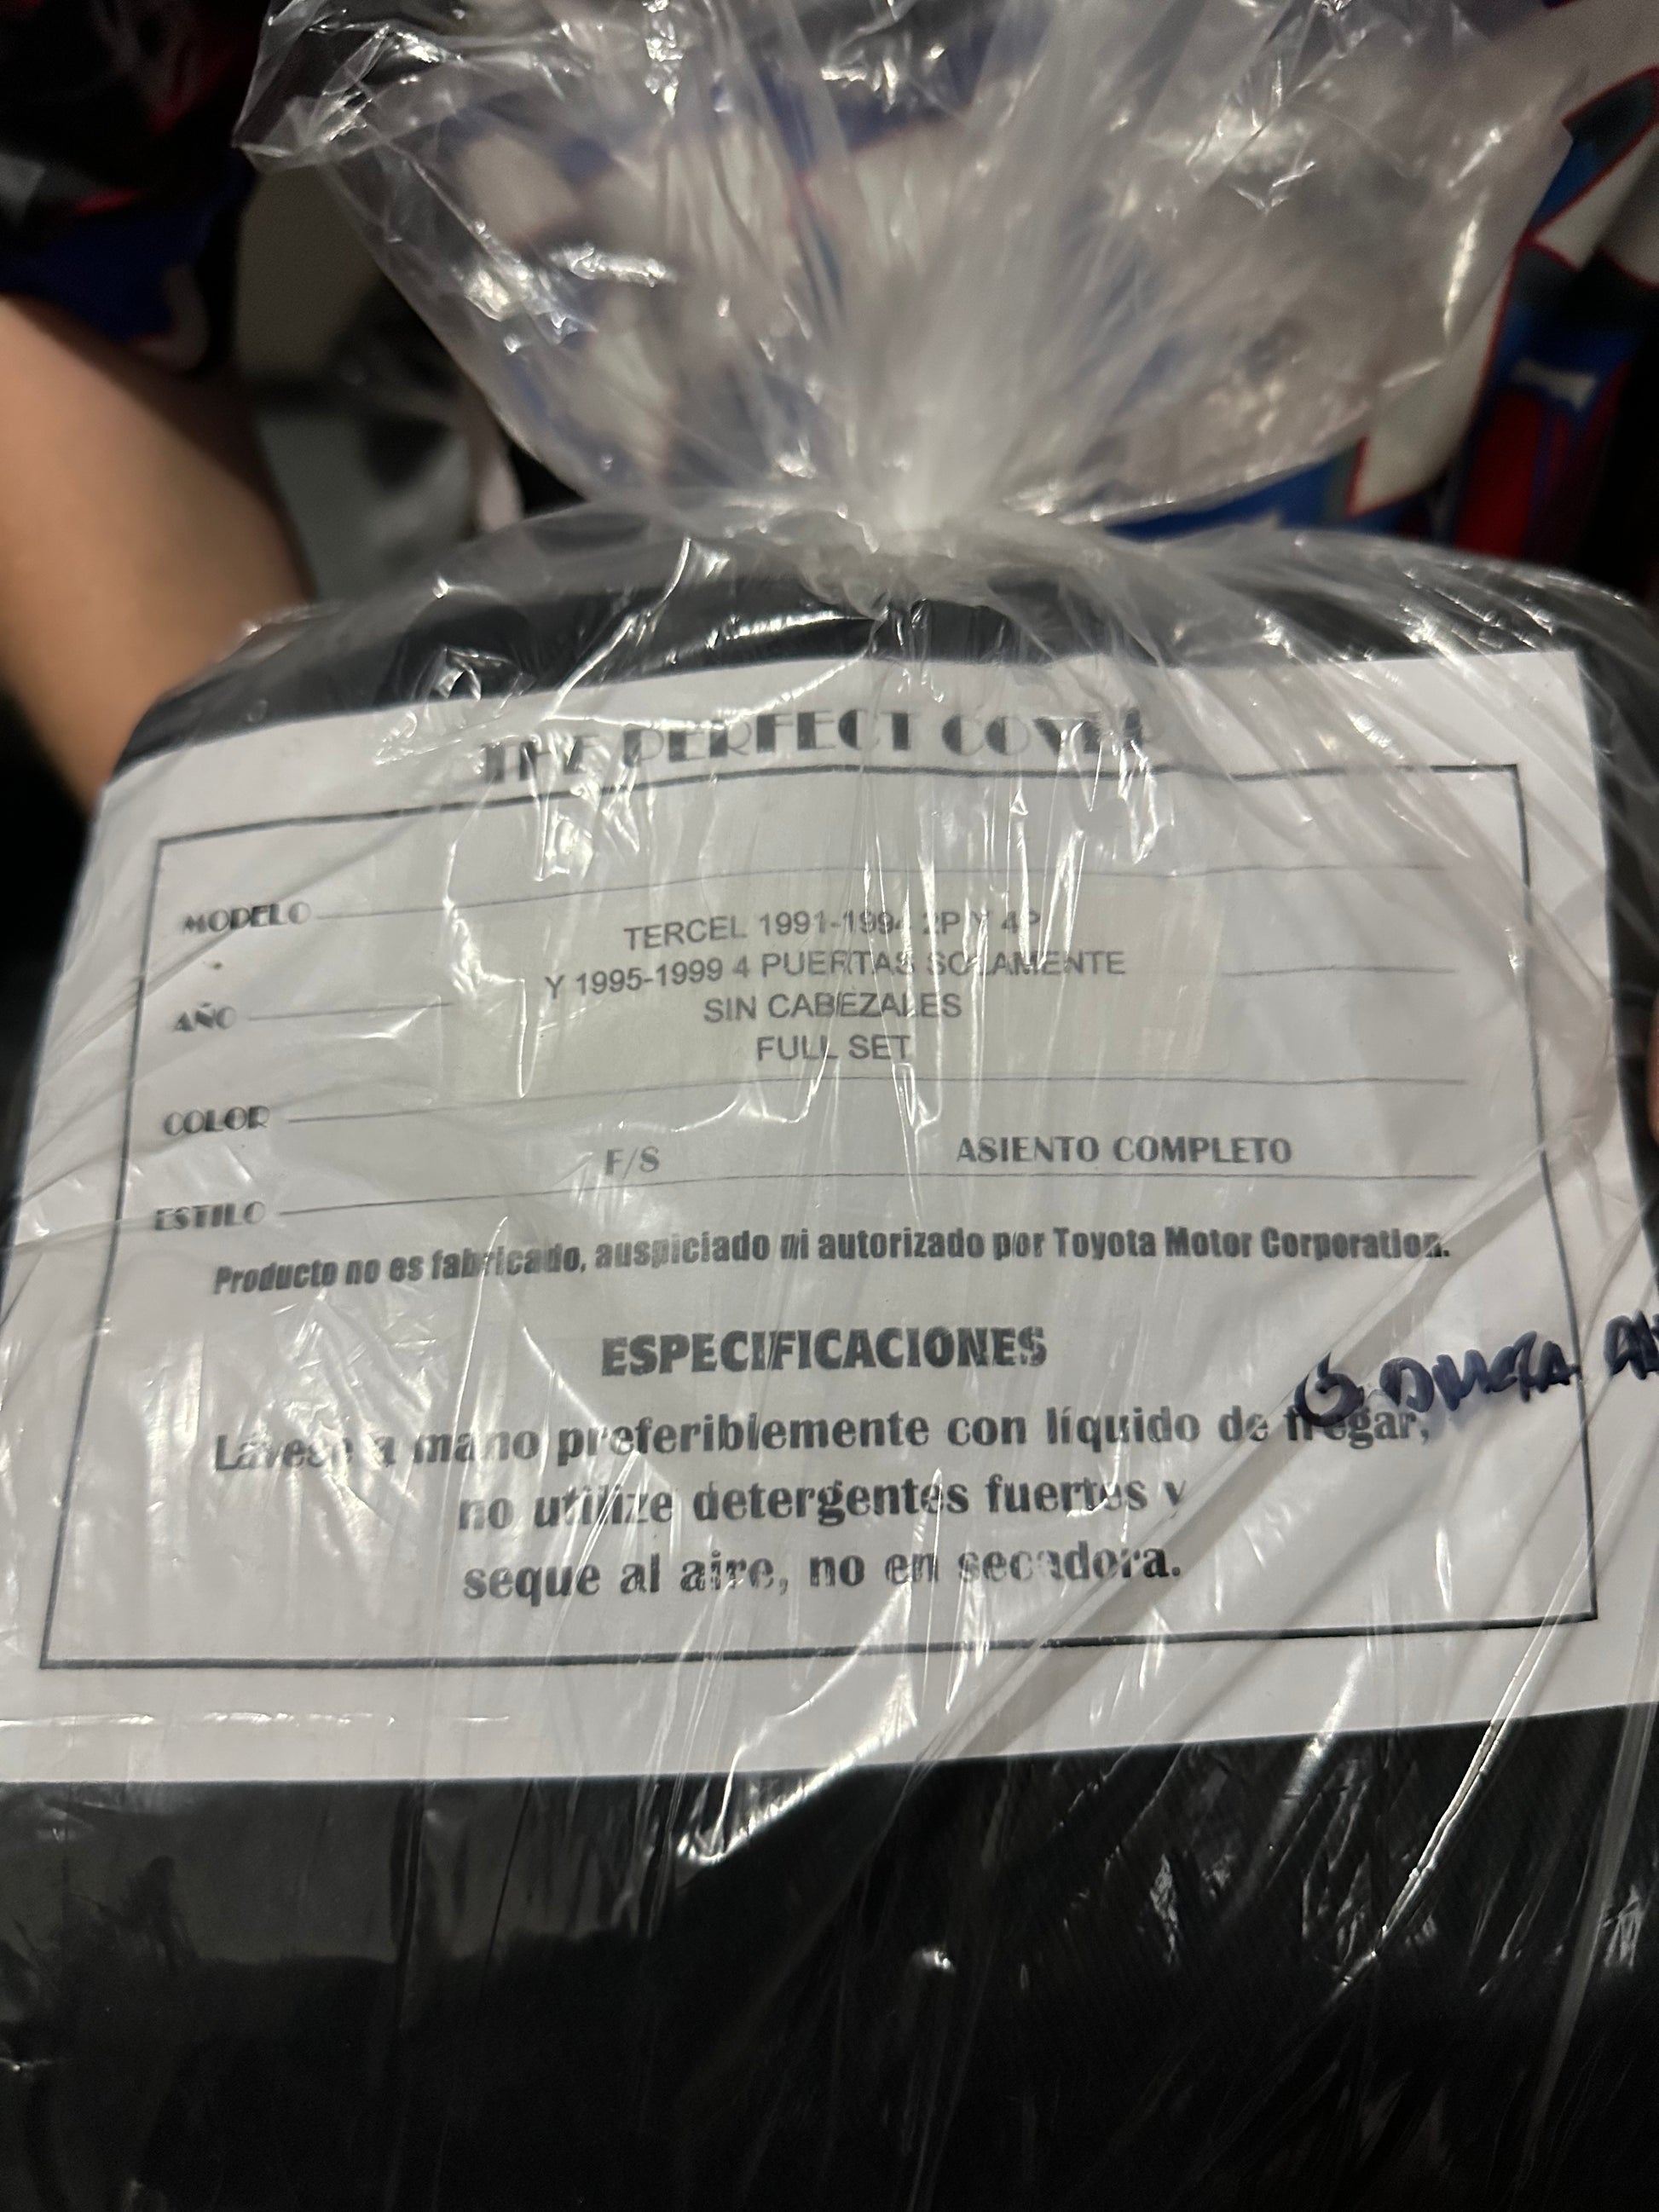 THE PERFECT COVER
MODELO
TERCEL 1991-1994 2P Y 4P
Y 1995-1999 4 PUERTAS SOLAMENTE
AÑO
SIN CABEZALES
FULL SET
COLOR
F/S ASIENTO COMPLETO
ESTILO
Producto no es fabricado, auspiciado ni autorizado por Toyota Motor Corporation.
ESPECIFICACIONES
Lávese a mano preferiblemente con líquido de fregar,
no utilize detergentes fuertes y
seque al aire, no en secadora.